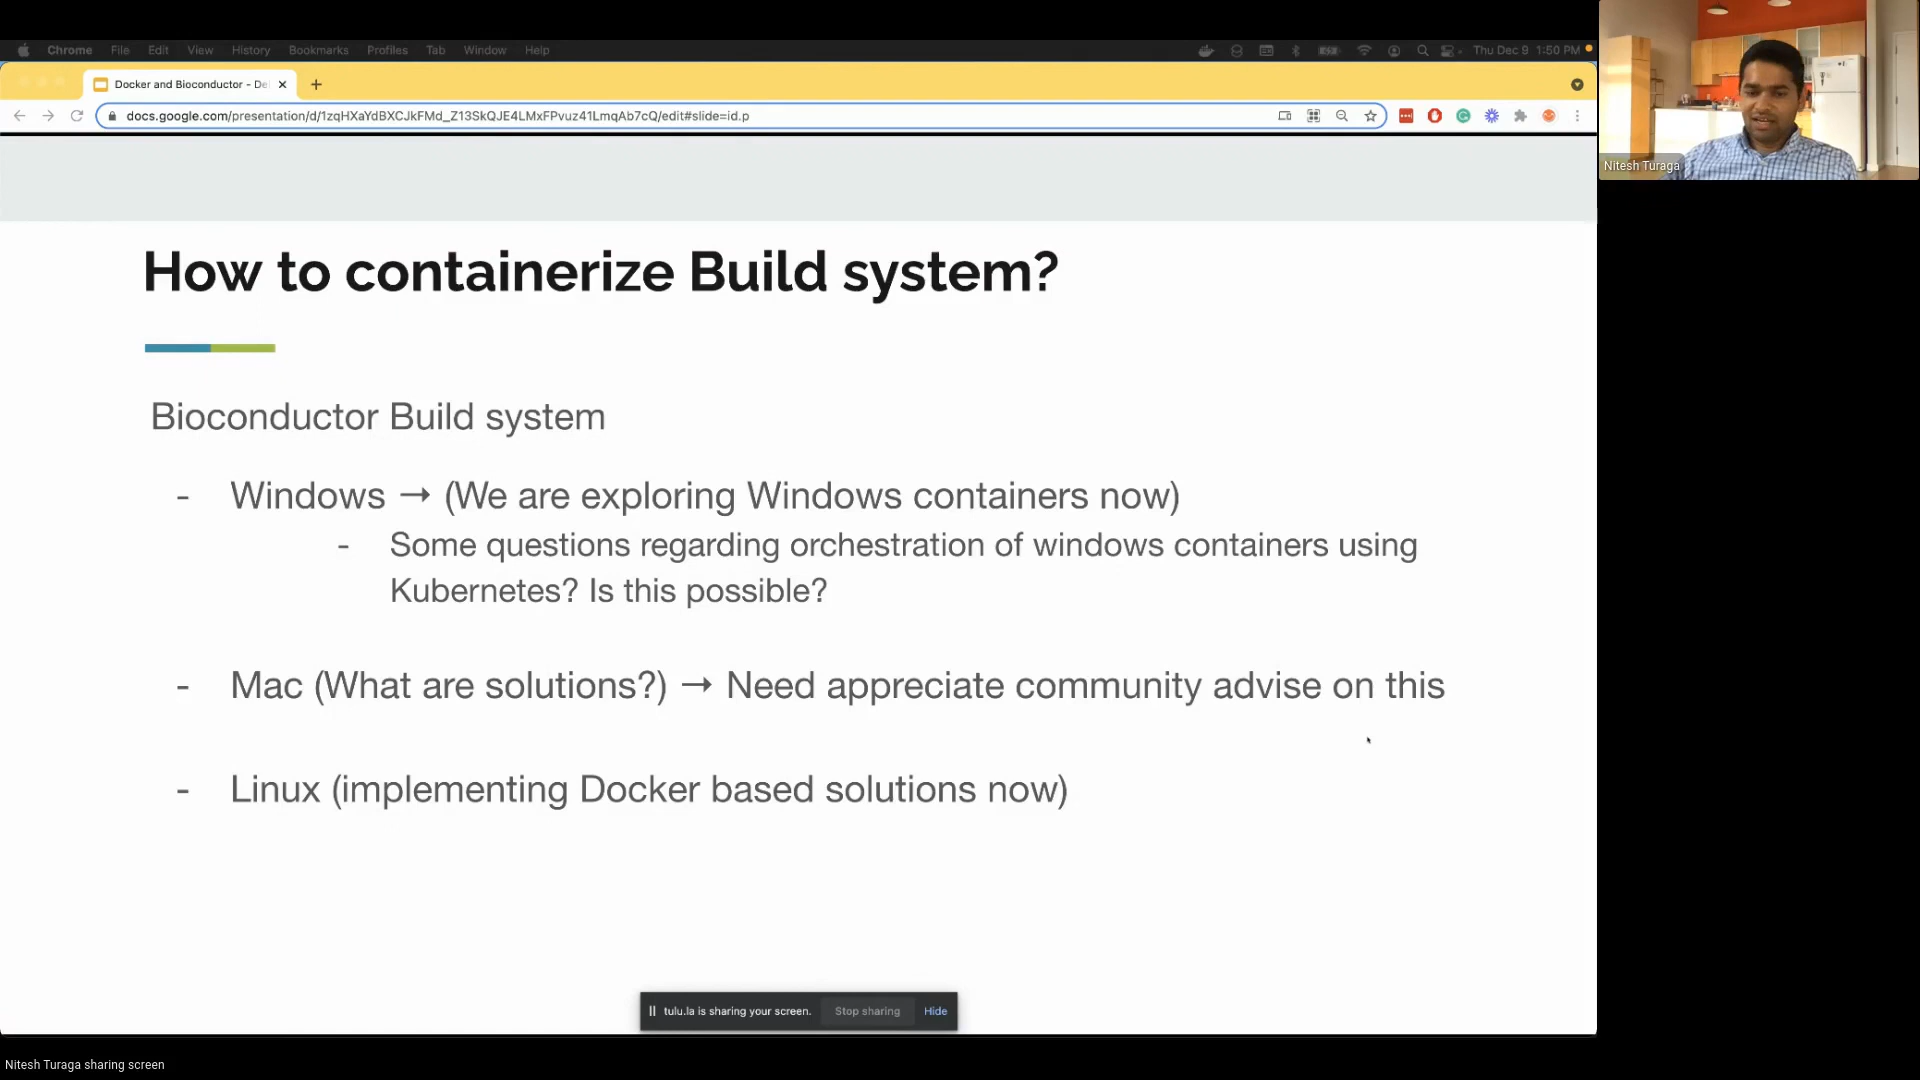 Chrome File Edit View History Bookmarks Profiles Tab Window Help Thu Dec 9 1:50 PM
Docker and Bioconductor - De
docs.google.com/presentation/d/1zqHXaYdBXCJkFMd_Z13SkQJE4LMxFPvuz41LmqAb7cQ/edit#slide=id.p
Nitesh Turaga
How to containerize Build system?
Bioconductor Build system
- Windows → (We are exploring Windows containers now)
- Some questions regarding orchestration of windows containers using
Kubernetes? Is this possible?
- Mac (What are solutions?) → Need appreciate community advise on this
- Linux (implementing Docker based solutions now)
tulu.la is sharing your screen. Stop sharing Hide
Nitesh Turaga sharing screen